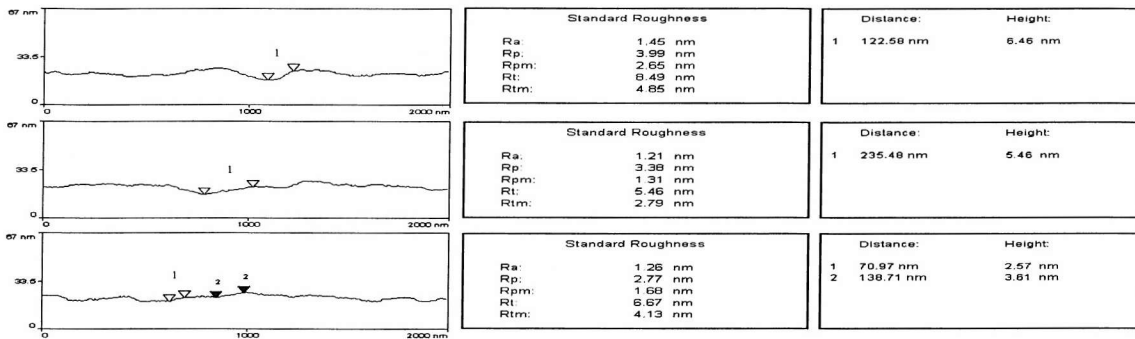 67 nm
33.5
0
1
0 1000 2000 nm
Standard Roughness
Ra: 1.45 nm
Rp: 3.99 nm
Rpm: 2.65 nm
Rt: 8.49 nm
Rtm: 4.85 nm
Distance: Height:
1 122.58 nm 6.46 nm
67 nm
33.5
0
1
0 1000 2000 nm
Standard Roughness
Ra: 1.21 nm
Rp: 3.38 nm
Rpm: 1.31 nm
Rt: 5.46 nm
Rtm: 2.79 nm
Distance: Height:
1 235.48 nm 5.46 nm
67 nm
33.5
0
1 2 2
0 1000 2000 nm
Standard Roughness
Ra: 1.26 nm
Rp: 2.77 nm
Rpm: 1.68 nm
Rt: 6.67 nm
Rtm: 4.13 nm
Distance: Height:
1 70.97 nm 2.57 nm
2 138.71 nm 3.81 nm